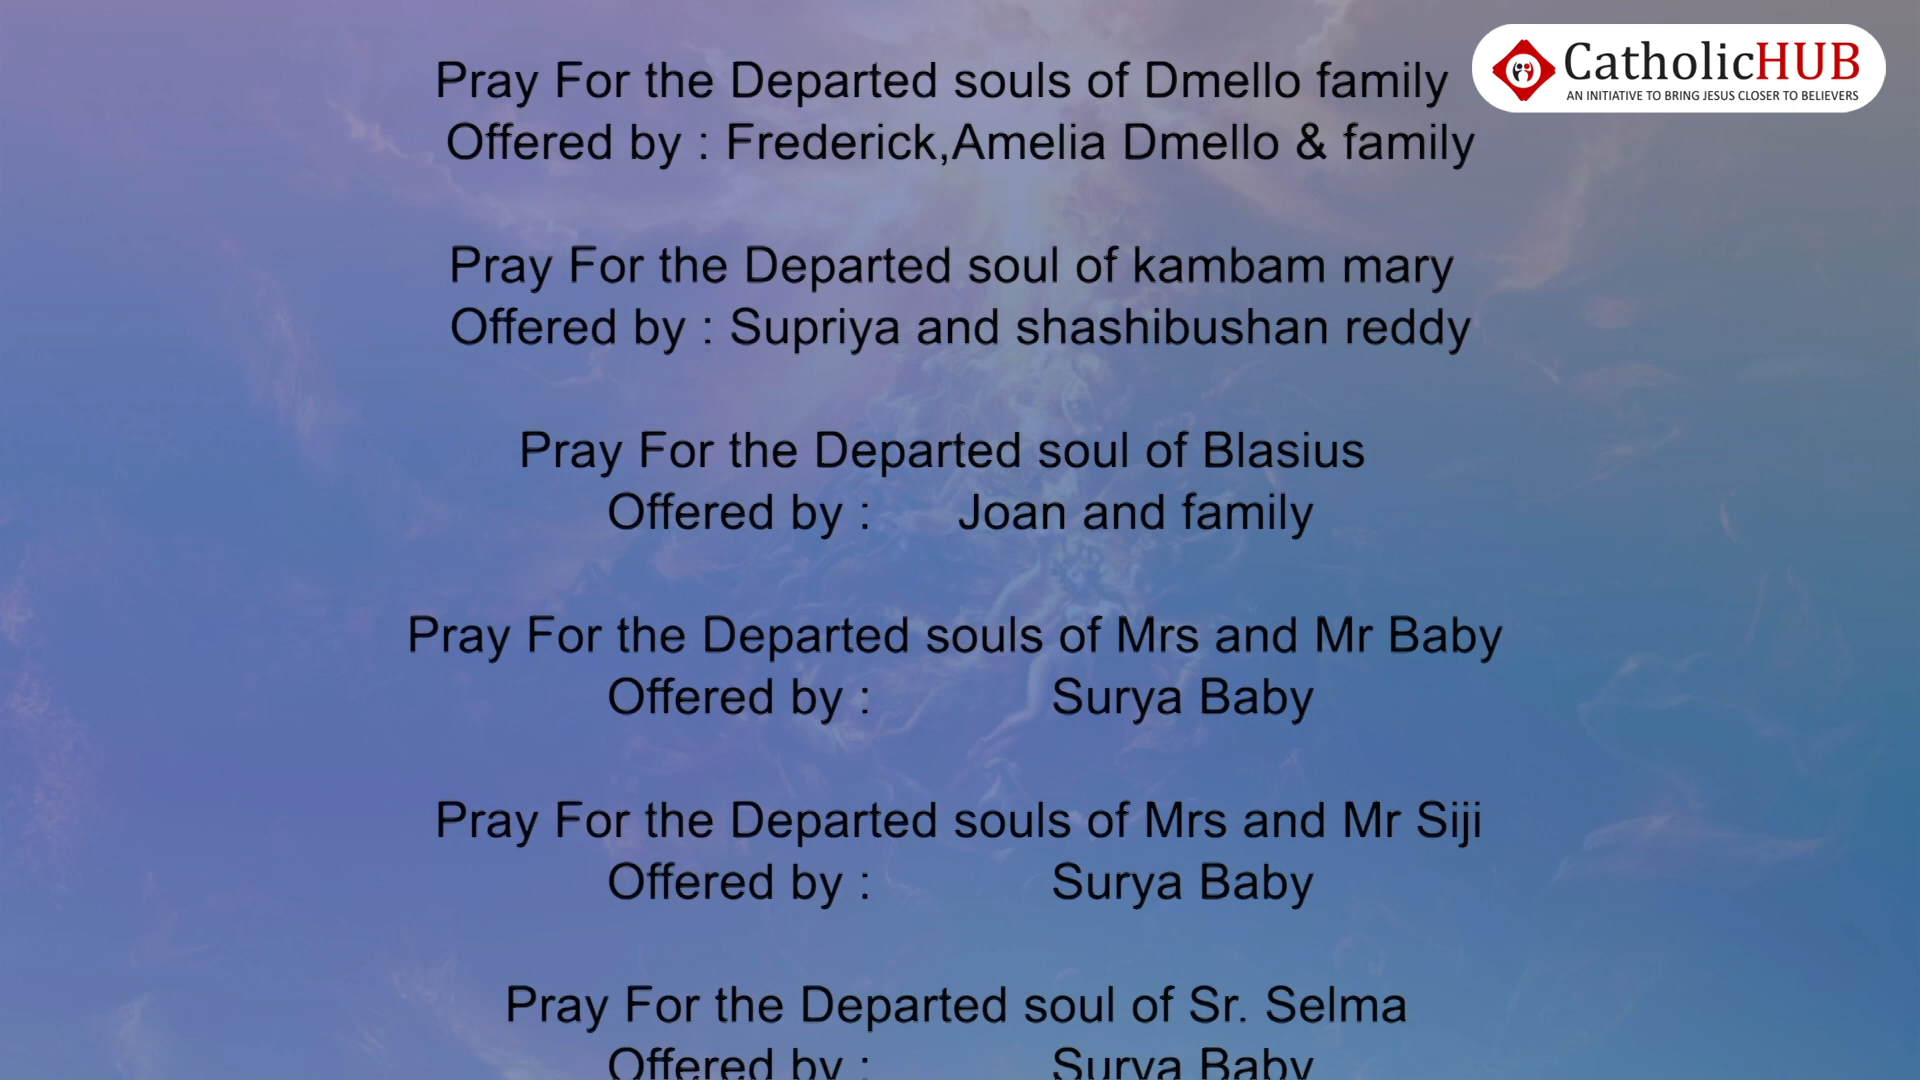 Pray For the Departed souls of Dmello family
Offered by : Frederick,Amelia Dmello & family
CatholicHUB
AN INITIATIVE TO BRING JESUS CLOSER TO BELIEVERS
Pray For the Departed soul of kambam mary
Offered by : Supriya and shashibushan reddy
Pray For the Departed soul of Blasius
Offered by : Joan and family
Pray For the Departed souls of Mrs and Mr Baby
Offered by : Surya Baby
Pray For the Departed souls of Mrs and Mr Siji
Offered by : Surya Baby
Pray For the Departed soul of Sr. Selma
Offered by : Surya Baby